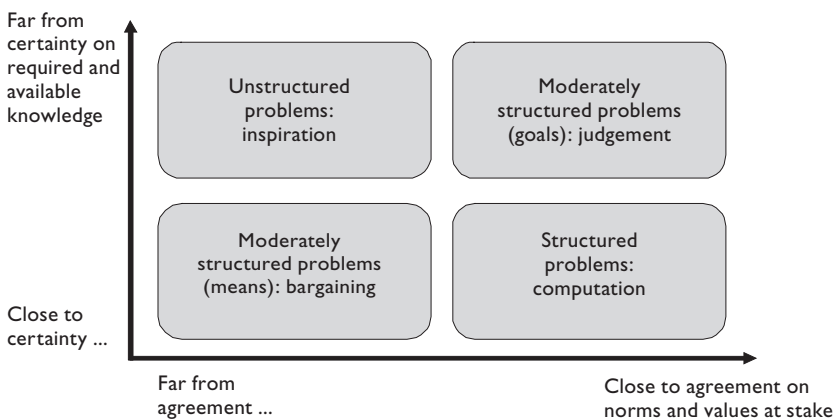 Far from
certainty on
required and
available
knowledge
Unstructured
problems:
inspiration
Moderately
structured problems
(goals): judgement
Moderately
structured problems
(means): bargaining
Structured
problems:
computation
Close to
certainty ...
Far from
agreement ...
Close to agreement on
norms and values at stake